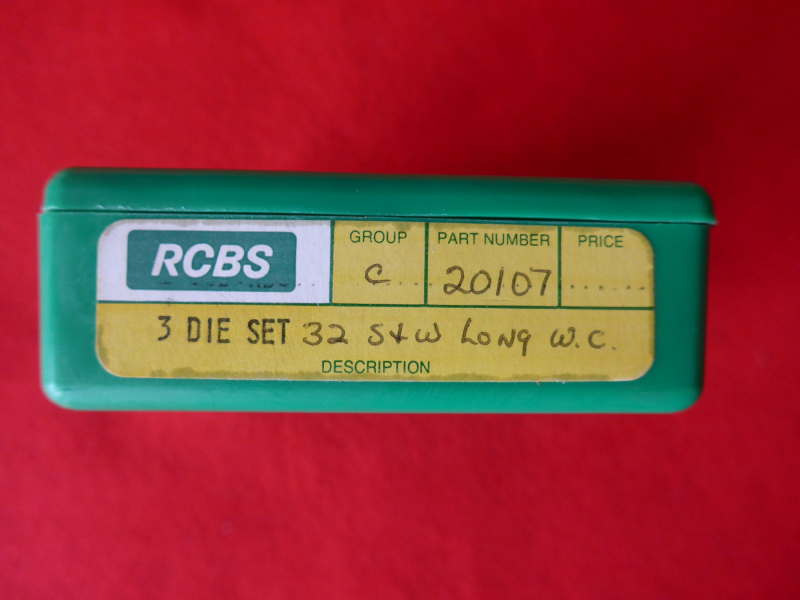 RCBS
GROUP PART NUMBER PRICE
C 20107
3 DIE SET 32 S+W LONG W.C.
DESCRIPTION